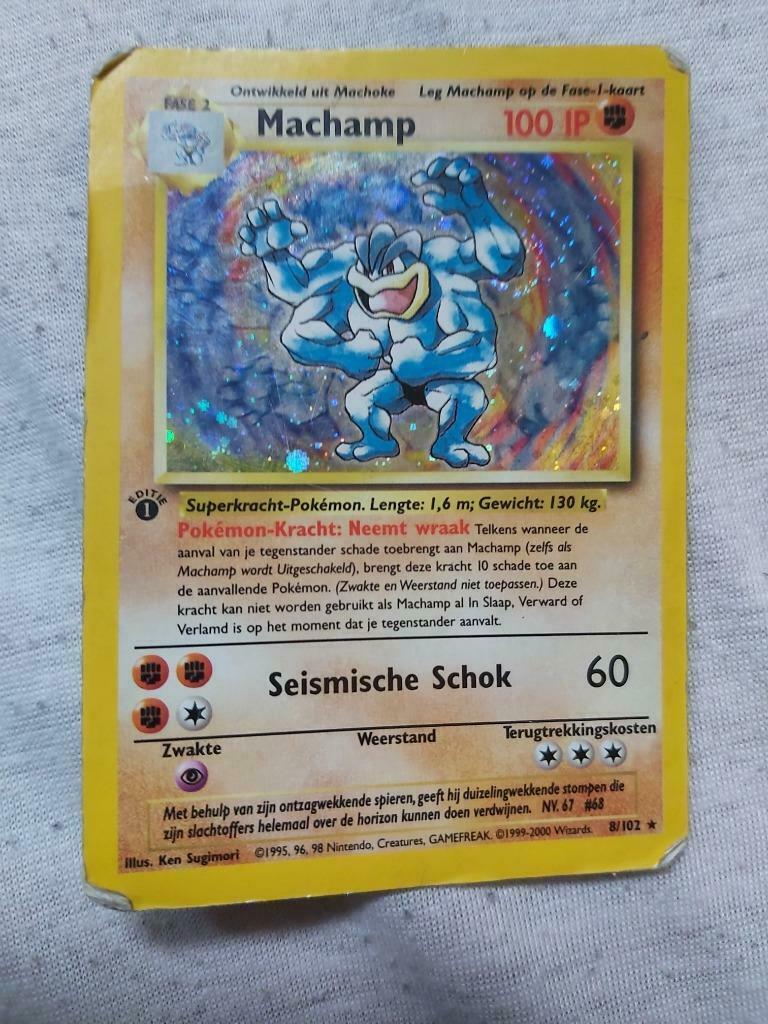 Ontwikkeld uit Machoke Leg Machamp op de Fase-1-kaart
FASE 2
Machamp 100 IP
EDITIE
1
Superkracht-Pokémon. Lengte: 1,6 m; Gewicht: 130 kg.
Pokémon-Kracht: Neemt wraak Telkens wanneer de
aanval van je tegenstander schade toebrengt aan Machamp (zelfs als
Machamp wordt Uitgeschakeld), brengt deze kracht 10 schade toe aan
de aanvallende Pokémon. (Zwakte en Weerstand niet toepassen.) Deze
kracht kan niet worden gebruikt als Machamp al In Slaap, Verward of
Verlamd is op het moment dat je tegenstander aanvalt.
Seismische Schok 60
Zwakte Weerstand Terugtrekkingskosten
Met behulp van zijn ontzagwekkende spieren, geeft hij duizelingwekkende stompen die
zijn slachtoffers helemaal over de horizon kunnen doen verdwijnen. NV. 67 #68
Illus. Ken Sugimori ©1995, 96, 98 Nintendo, Creatures, GAMEFREAK. ©1999-2000 Wizards. 8/102 ★